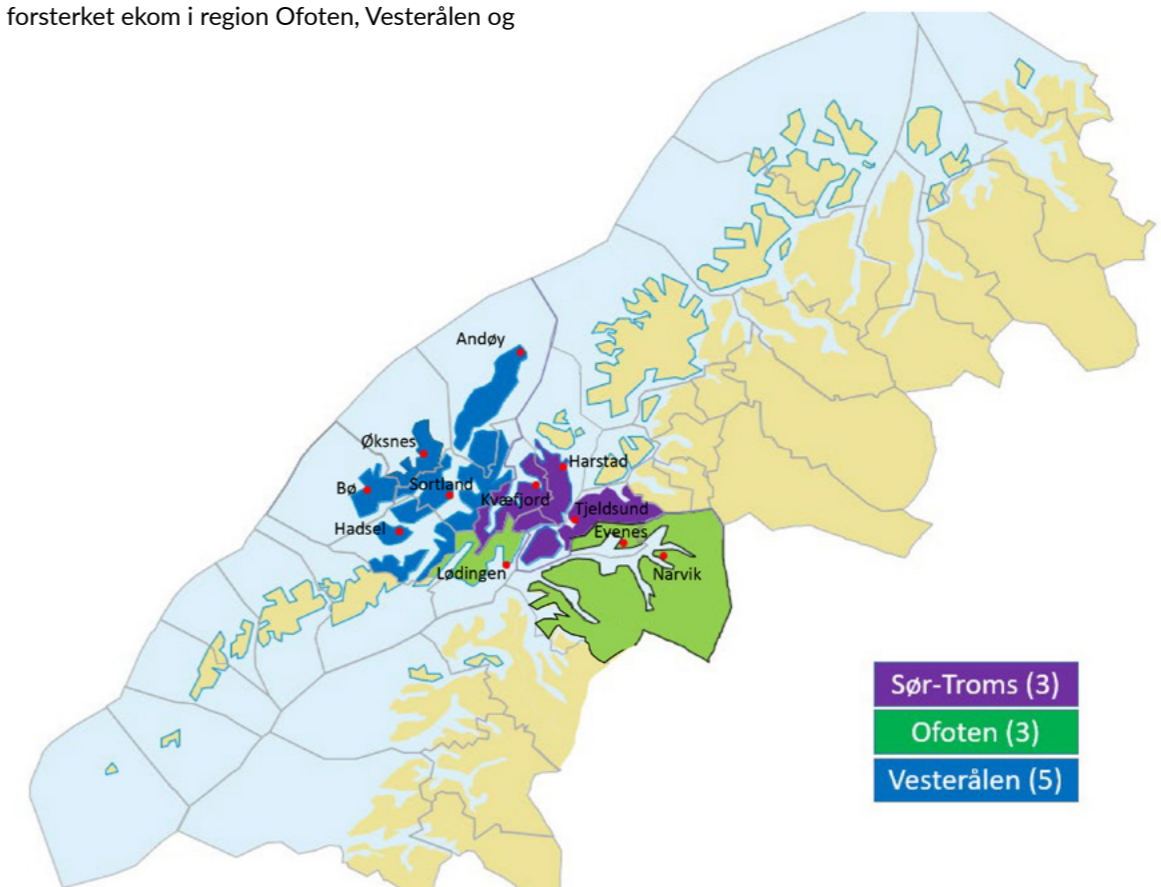 forsterket ekom i region Ofoten, Vesterålen og
Andøy
Øksnes
Harstad
Bø
Sortland
Kvæfjord
Tjeldsund
Hadsel
Evenes
Lødingen
Narvik
Sør-Troms (3)
Ofoten (3)
Vesterålen (5)